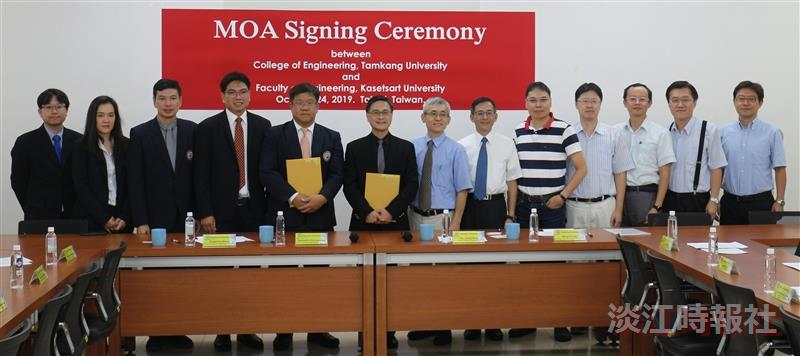 MOA Signing Ceremony
between
College of Engineering, Tamkang University
and
Faculty of Engineering, Kasetsart University
24, 2019. Taiwan
淡江時報社